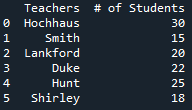 Teachers # of Students
0 Hochhaus 30
1 Smith 15
2 Lankford 20
3 Duke 22
4 Hunt 25
5 Shirley 18